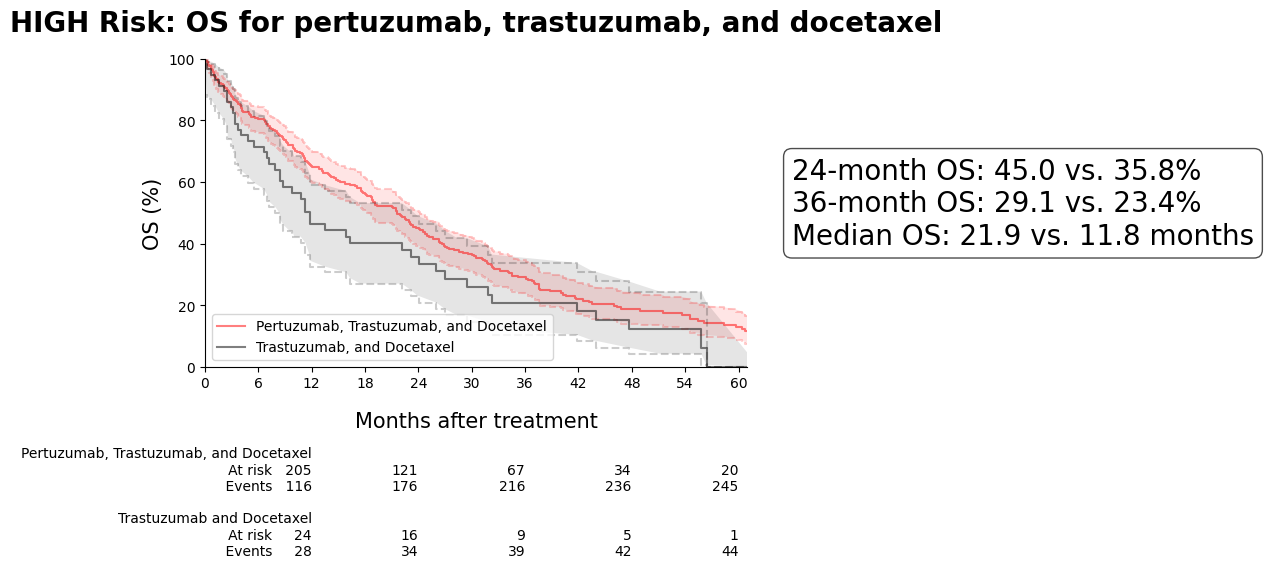 HIGH Risk: OS for pertuzumab, trastuzumab, and docetaxel
100
80
60
40
20
0
OS (%)
Pertuzumab, Trastuzumab, and Docetaxel
Trastuzumab, and Docetaxel
0 6 12 18 24 30 36 42 48 54 60
Months after treatment
24-month OS: 45.0 vs. 35.8%
36-month OS: 29.1 vs. 23.4%
Median OS: 21.9 vs. 11.8 months
Pertuzumab, Trastuzumab, and Docetaxel
At risk 205 121 67 34 20
Events 116 176 216 236 245
Trastuzumab and Docetaxel
At risk 24 16 9 5 1
Events 28 34 39 42 44